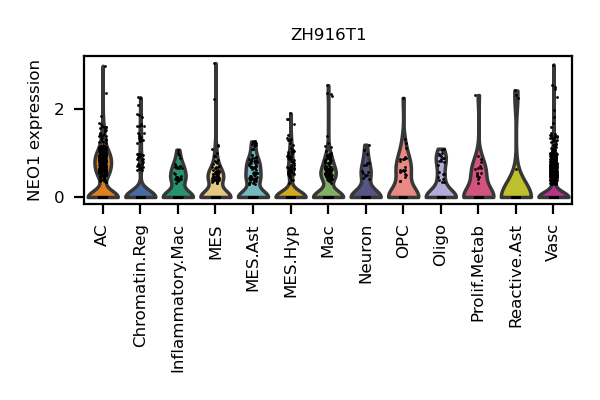 ZH916T1
NEO1 expression
2
0
AC
Chromatin.Reg
Inflammatory.Mac
MES
MES.Ast
MES.Hyp
Mac
Neuron
OPC
Oligo
Prolif.Metab
Reactive.Ast
Vasc